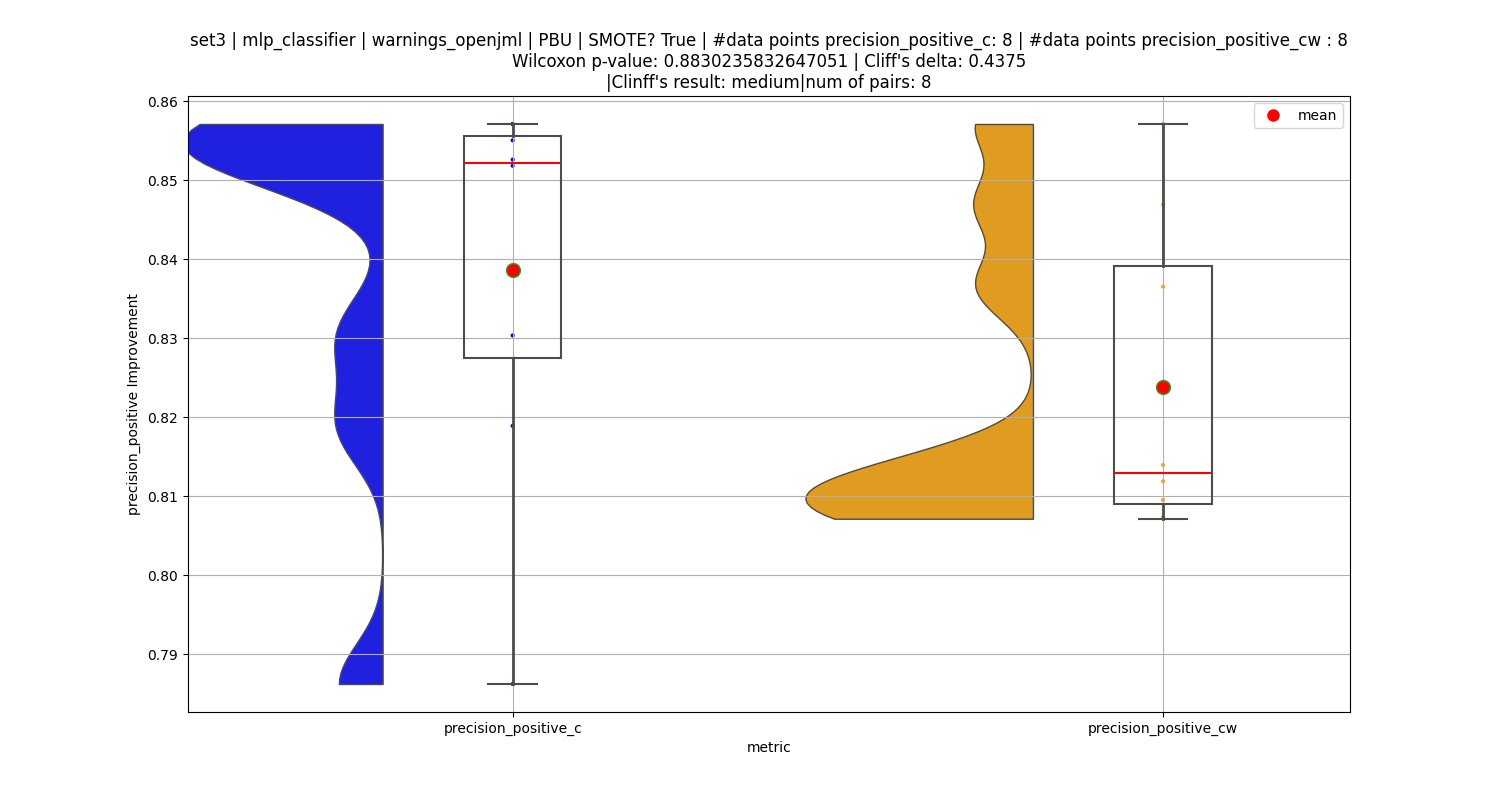 set3 | mlp_classifier | warnings_openjml | PBU | SMOTE? True | #data points precision_positive_c: 8 | #data points precision_positive_cw : 8
Wilcoxon p-value: 0.8830235832647051 | Cliff's delta: 0.4375
|Clinff's result: medium|num of pairs: 8
mean
0.86
0.85
0.84
0.83
0.82
0.81
0.80
0.79
precision_positive Improvement
precision_positive_c
precision_positive_cw
metric